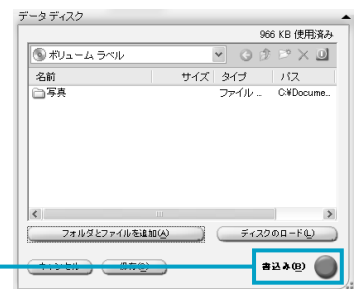 データ ディスク
966 KB 使用済み
ボリューム ラベル
名前 サイズ タイプ パス
写真 ファイル ... C:¥Docume...
フォルダとファイルを追加(A) ディスクのロード(L)
キャンセル 保存(S) 書込み(B)